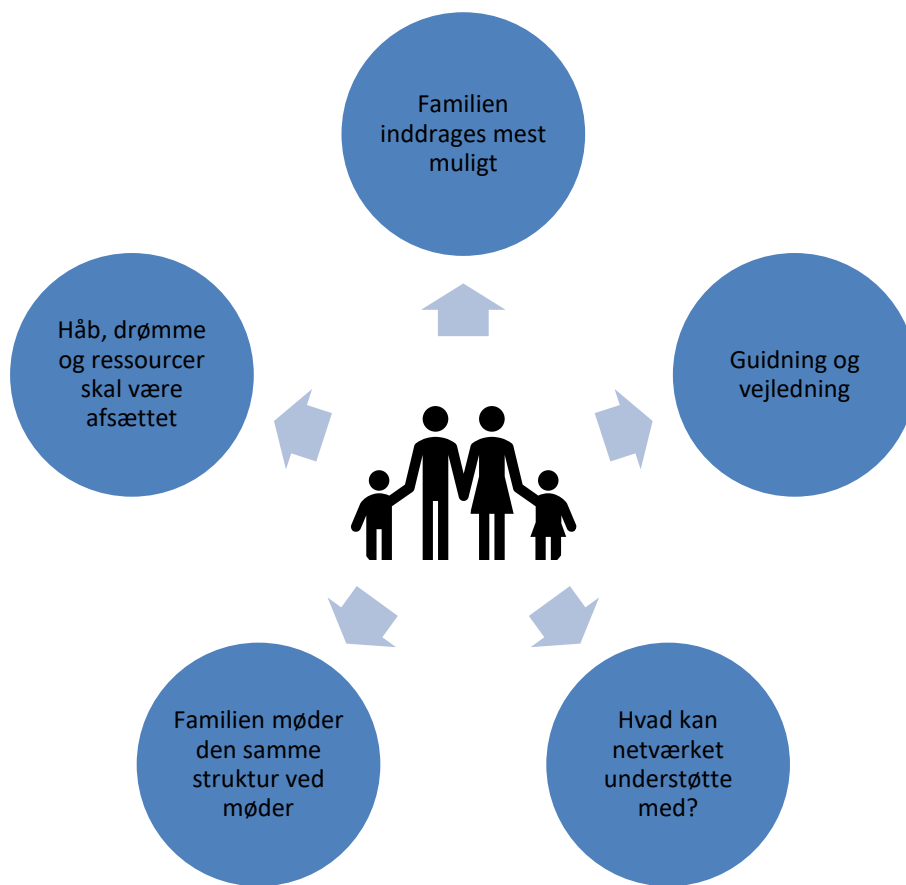 Familien
inddrages mest
muligt
Håb, drømme
og ressourcer
skal være
afsættet
Guidning og
vejledning
Familien møder
den samme
struktur ved
møder
Hvad kan
netværket
understøtte
med?